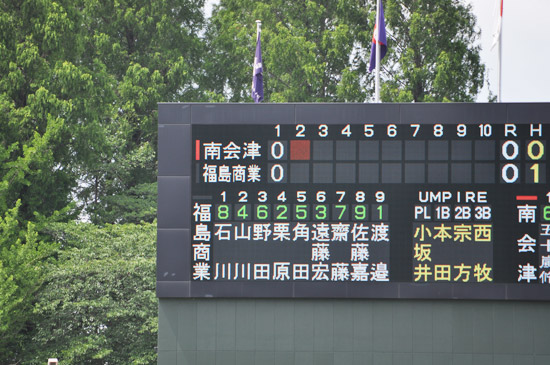 1 2 3 4 5 6 7 8 9 10 R H
南会津 0 0 0
福島商業 0 0 1
1 2 3 4 5 6 7 8 9
8 4 6 2 5 3 7 9 1
福島商業
石川
山川
野田
栗原
角田
遠藤宏
齋藤
佐藤嘉
渡邉
UMPIRE
PL 1B 2B 3B
小坂井
本田
宗方
西牧
南会津
1
6
五十